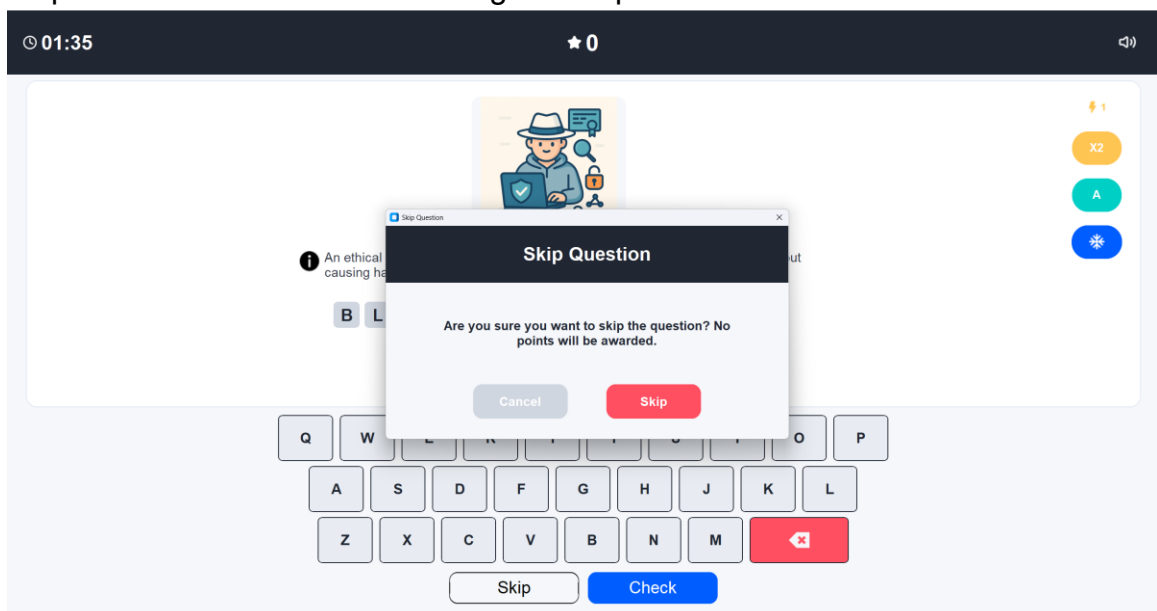 01:35
0
1
X2
A
Skip Question
Skip Question
An ethical
ut
causing ha
B L
Are you sure you want to skip the question? No
points will be awarded.
Cancel
Skip
Q W O P
A S D F G H J K L
Z X C V B N M
Skip
Check